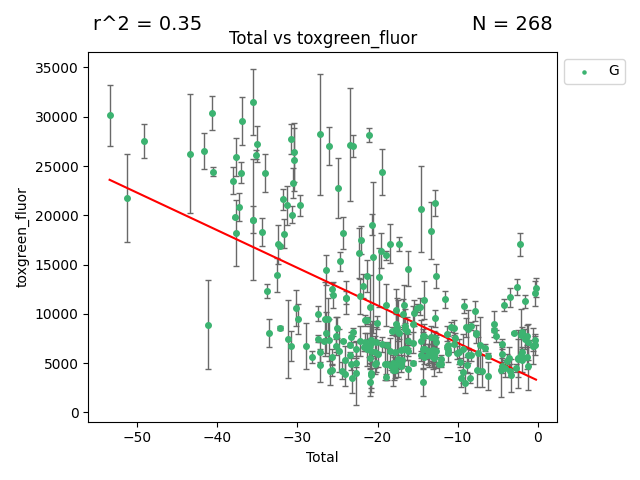 r^2 = 0.35
N = 268
Total vs toxgreen_fluor
G
35000
30000
25000
20000
15000
10000
5000
0
toxgreen_fluor
−50
−40
−30
−20
−10
0
Total